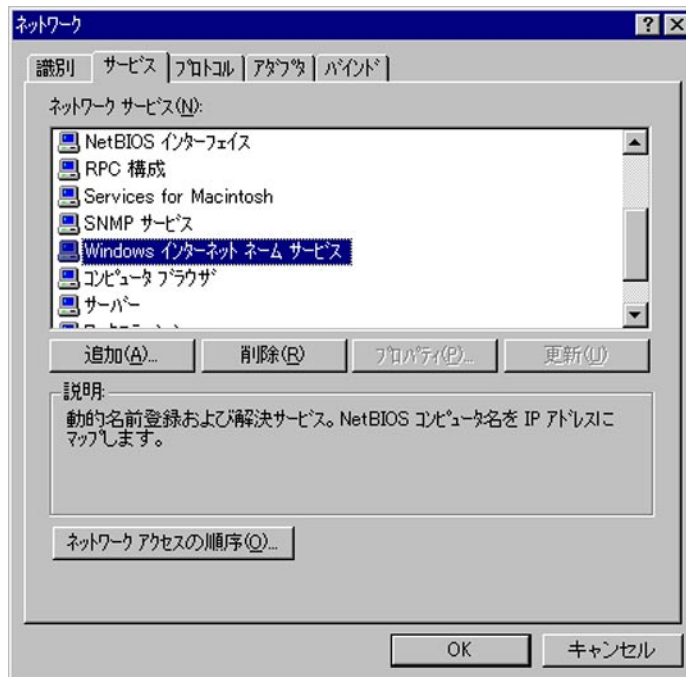 ネットワーク
識別 サービス プロトコル アダプタ バインド
ネットワーク サービス(N):
NetBIOS インターフェイス
RPC 構成
Services for Macintosh
SNMP サービス
Windows インターネット ネーム サービス
コンピュータ ブラウザ
サーバー
追加(A)... 削除(R) プロパティ(P)... 更新(U)
説明:
動的名前登録および解決サービス。NetBIOS コンピュータ名を IP アドレスに
マップします。
ネットワーク アクセスの順序(O)...
OK キャンセル